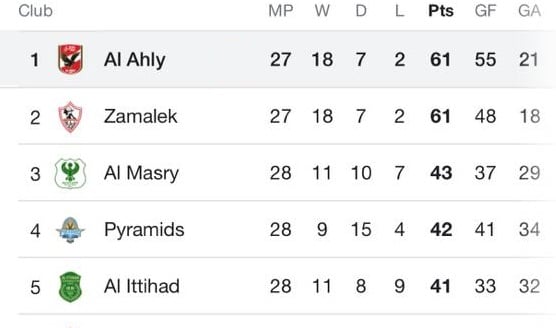 Club MP W D L Pts GF GA
1 Al Ahly 27 18 7 2 61 55 21
2 Zamalek 27 18 7 2 61 48 18
3 Al Masry 28 11 10 7 43 37 29
4 Pyramids 28 9 15 4 42 41 34
5 Al Ittihad 28 11 8 9 41 33 32